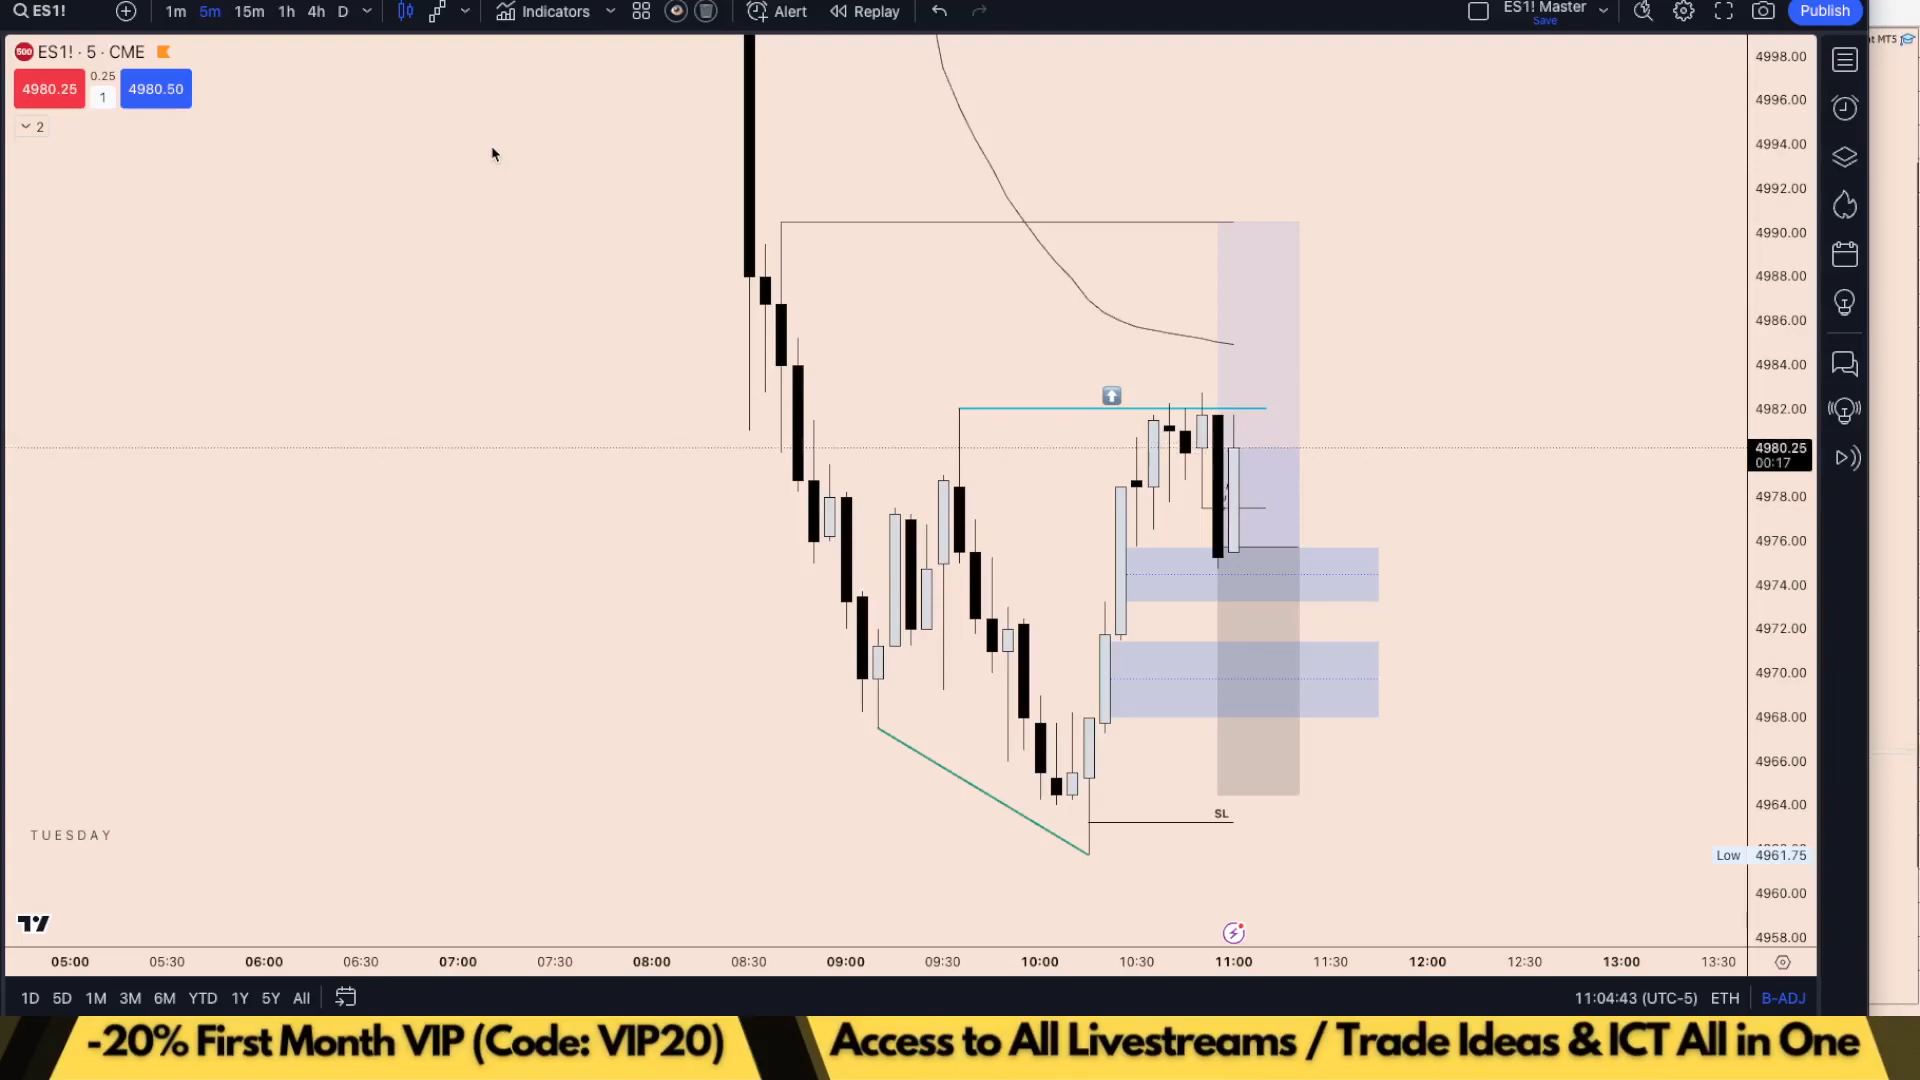 ES1!
1m 5m 15m 1h 4h D
Indicators
Alert
Replay
ES1! Master
Save
Publish
t MT5
500 ES1! · 5 · CME
4980.25
0.25
1
4980.50
2
4998.00
4996.00
4994.00
4992.00
4990.00
4988.00
4986.00
4984.00
4982.00
4980.25
00:17
4978.00
4976.00
4974.00
4972.00
4970.00
4968.00
4966.00
4964.00
SL
TUESDAY
Low 4961.75
4960.00
4958.00
05:00 05:30 06:00 06:30 07:00 07:30 08:00 08:30 09:00 09:30 10:00 10:30 11:00 11:30 12:00 12:30 13:00 13:30
1D 5D 1M 3M 6M YTD 1Y 5Y All
11:04:43 (UTC-5) ETH B-ADJ
-20% First Month VIP (Code: VIP20)
Access to All Livestreams / Trade Ideas & ICT All in One